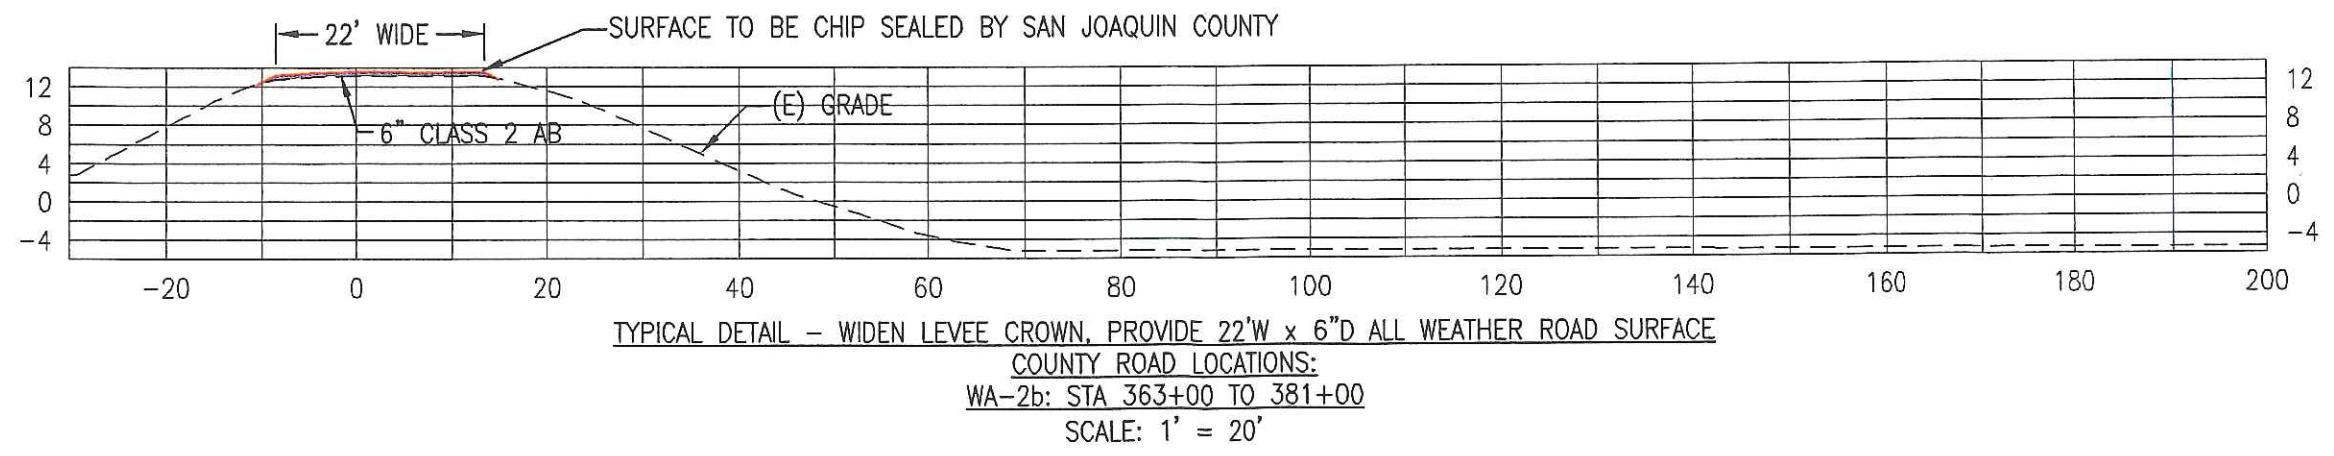 22' WIDE
SURFACE TO BE CHIP SEALED BY SAN JOAQUIN COUNTY
12
8
4
0
-4
(E) GRADE
6" CLASS 2 AB
12
8
4
0
-4
-20 0 20 40 60 80 100 120 140 160 180 200
TYPICAL DETAIL - WIDEN LEVEE CROWN, PROVIDE 22'W x 6"D ALL WEATHER ROAD SURFACE
COUNTY ROAD LOCATIONS:
WA-2b: STA 363+00 TO 381+00
SCALE: 1' = 20'